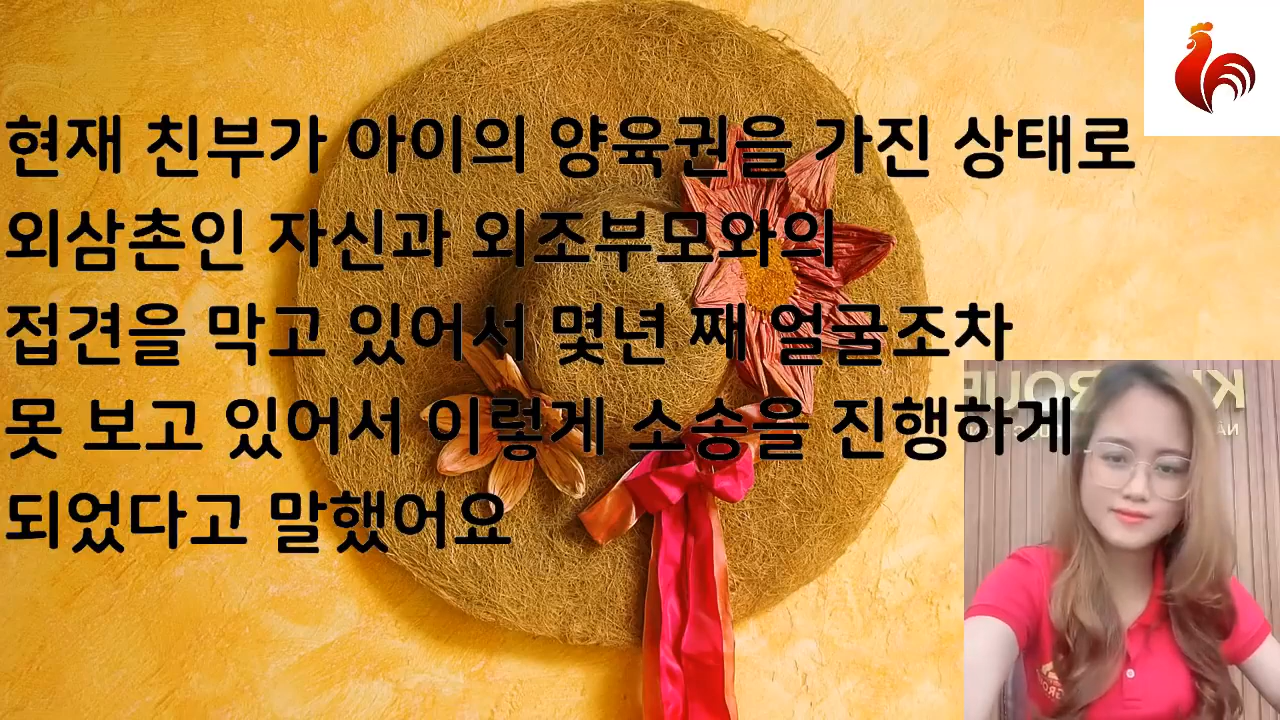 현재 친부가 아이의 양육권을 가진 상태로
외삼촌인 자신과 외조부모와의
접견을 막고 있어서 몇년 째 얼굴조차
못 보고 있어서 이렇게 소송을 진행하게
되었다고 말했어요